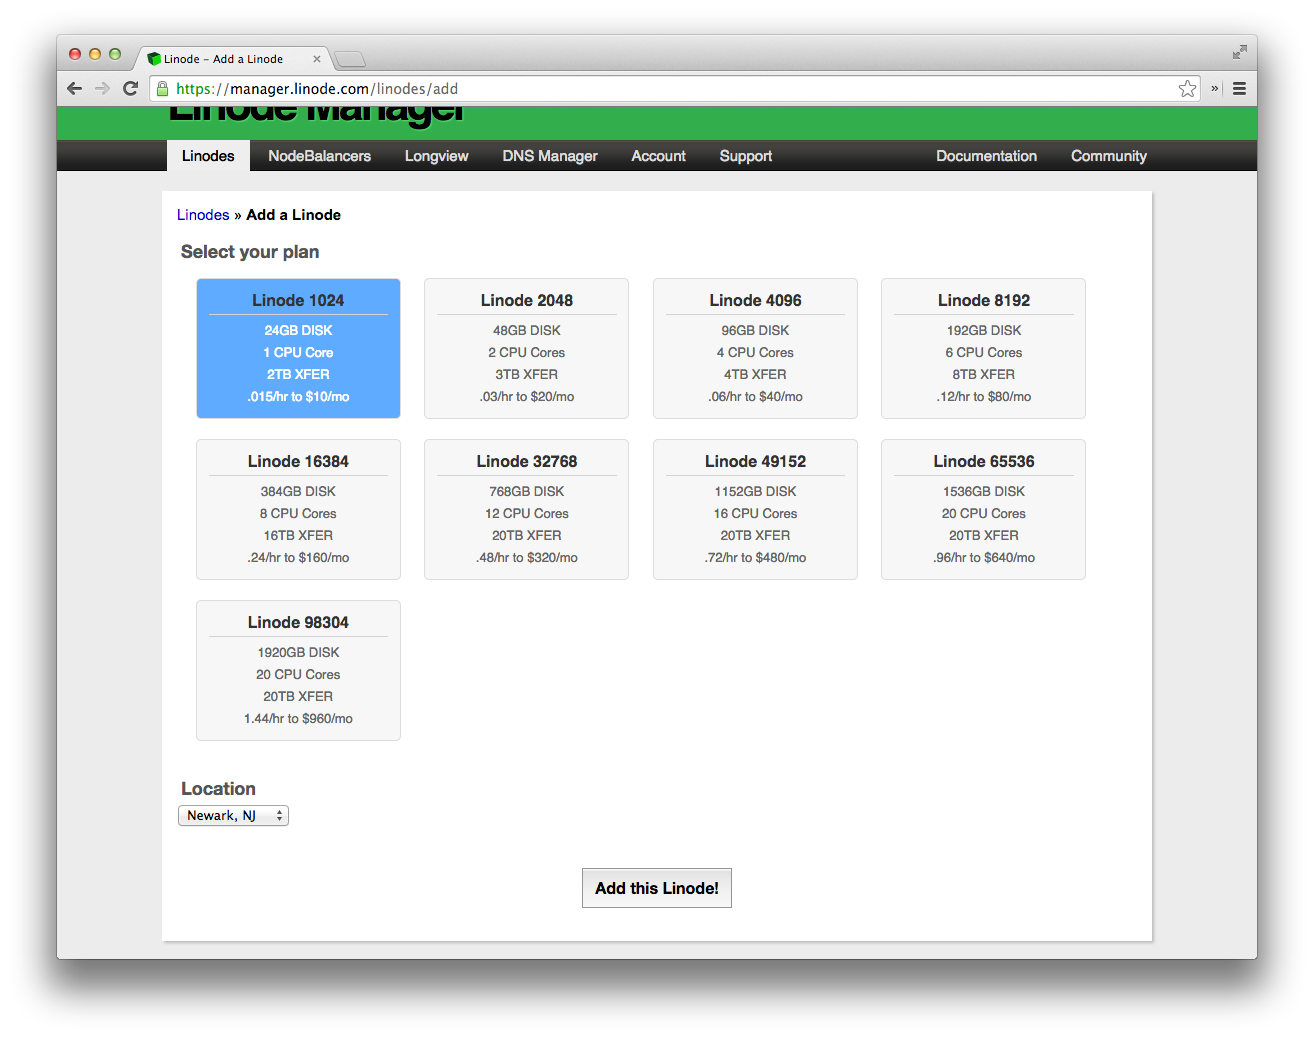 Linode – Add a Linode
https://manager.linode.com/linodes/add
»
Linode Manager
Linodes NodeBalancers Longview DNS Manager Account Support Documentation Community
Linodes » Add a Linode
Select your plan
Linode 1024
24GB DISK
1 CPU Core
2TB XFER
.015/hr to $10/mo
Linode 2048
48GB DISK
2 CPU Cores
3TB XFER
.03/hr to $20/mo
Linode 4096
96GB DISK
4 CPU Cores
4TB XFER
.06/hr to $40/mo
Linode 8192
192GB DISK
6 CPU Cores
8TB XFER
.12/hr to $80/mo
Linode 16384
384GB DISK
8 CPU Cores
16TB XFER
.24/hr to $160/mo
Linode 32768
768GB DISK
12 CPU Cores
20TB XFER
.48/hr to $320/mo
Linode 49152
1152GB DISK
16 CPU Cores
20TB XFER
.72/hr to $480/mo
Linode 65536
1536GB DISK
20 CPU Cores
20TB XFER
.96/hr to $640/mo
Linode 98304
1920GB DISK
20 CPU Cores
20TB XFER
1.44/hr to $960/mo
Location
Newark, NJ
Add this Linode!